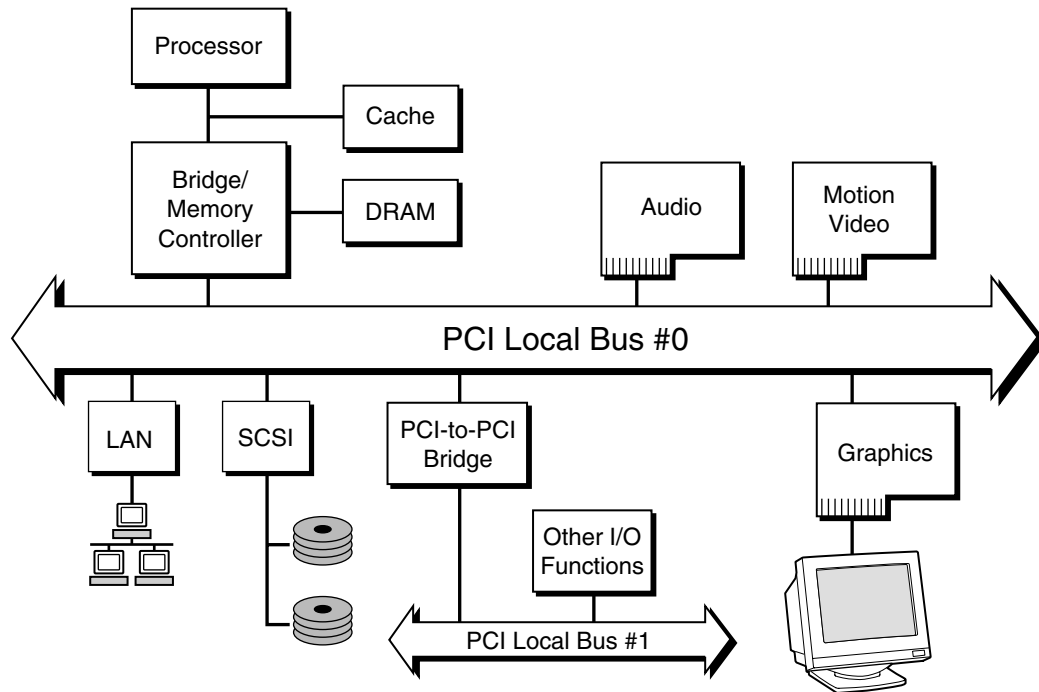 Processor
Cache
Bridge/
Memory
Controller
DRAM
Audio
Motion
Video
PCI Local Bus #0
LAN
SCSI
PCI-to-PCI
Bridge
Graphics
Other I/O
Functions
PCI Local Bus #1